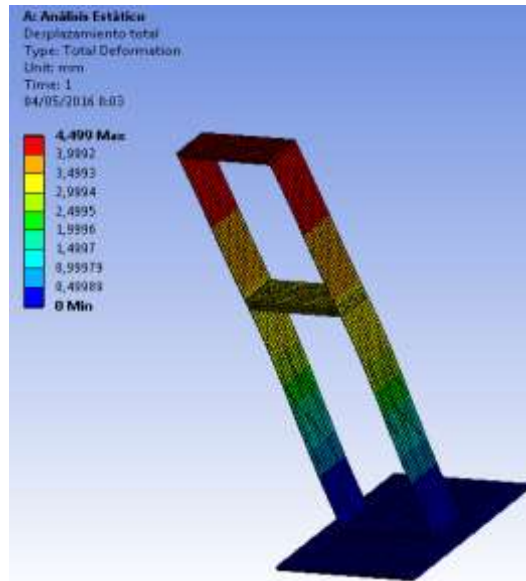 A: Análisis Estático
Desplazamiento total
Type: Total Deformation
Unit: mm
Time: 1
04/05/2016 8:03
4,499 Max
3,9992
3,4993
2,9994
2,4995
1,9996
1,4997
0,99979
0,49989
0 Min